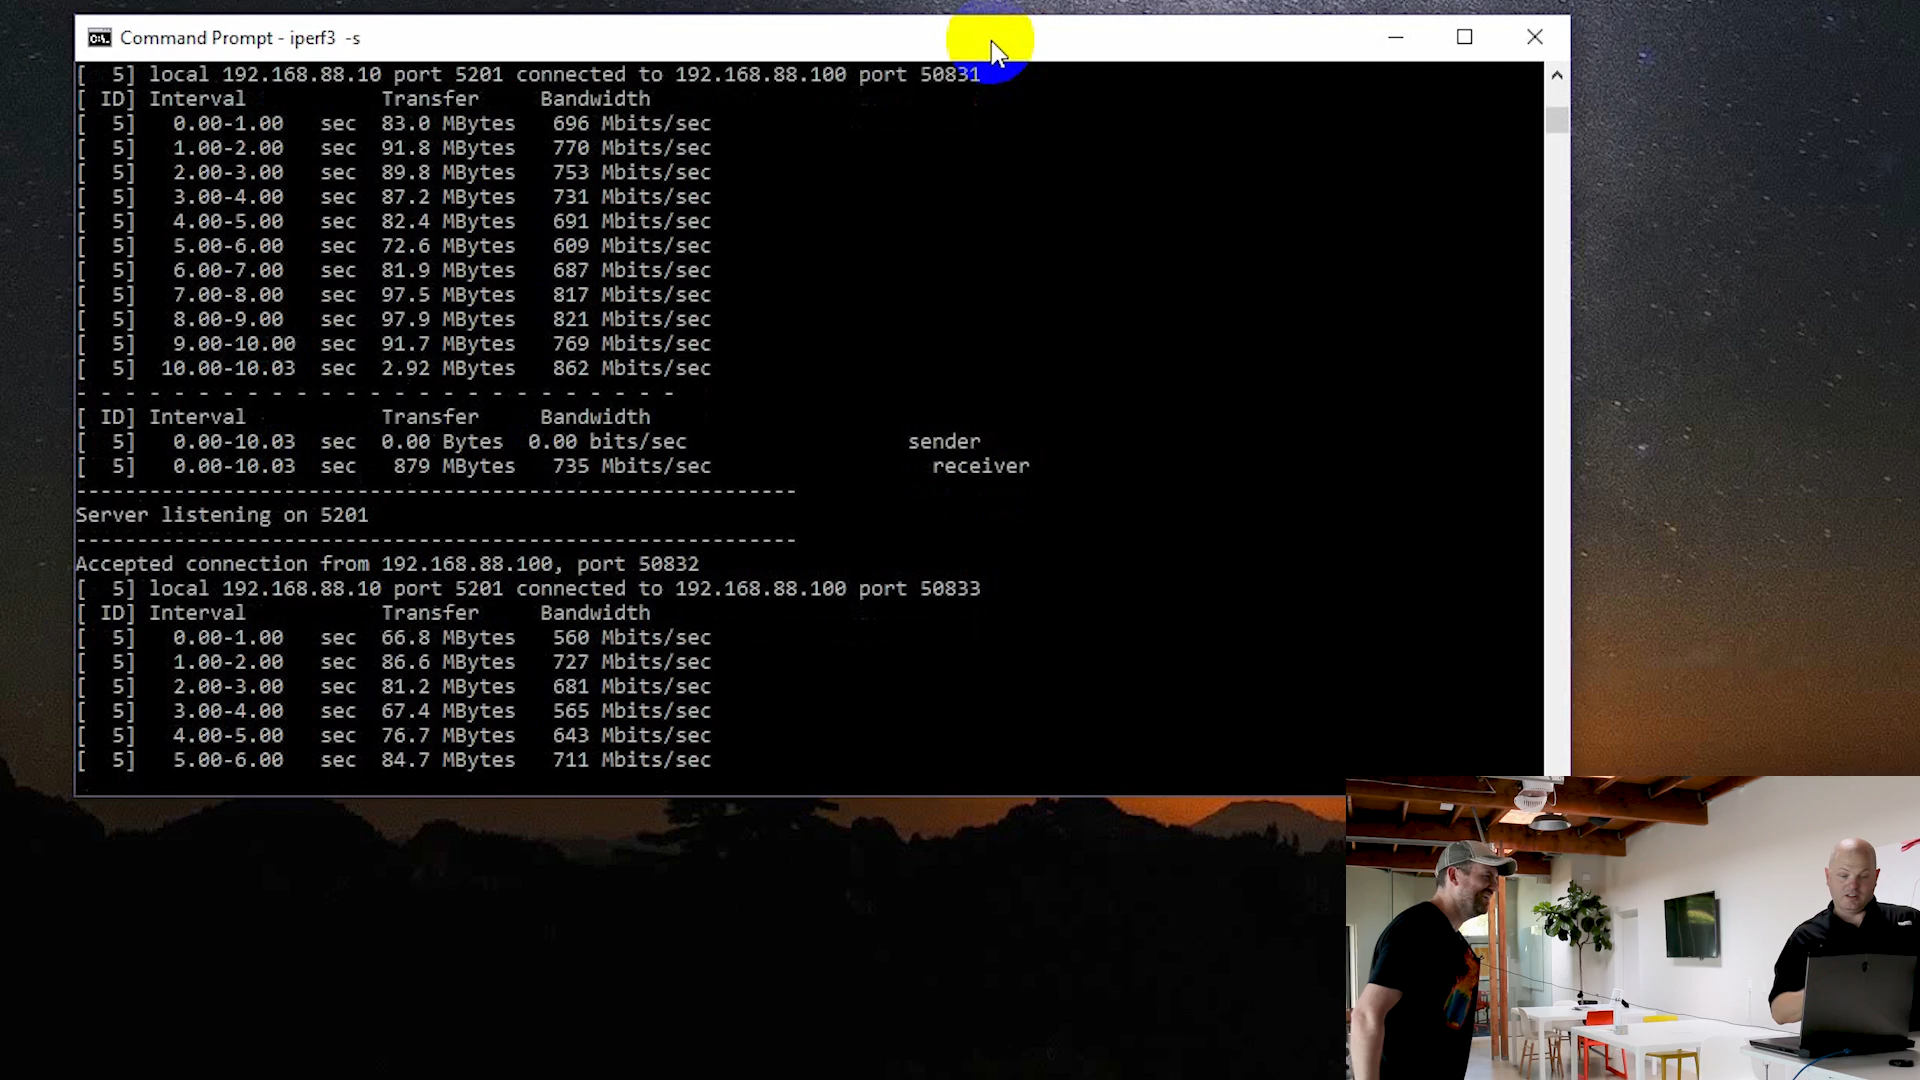 Command Prompt - iperf3 -s
[ 5] local 192.168.88.10 port 5201 connected to 192.168.88.100 port 50831
[ ID] Interval Transfer Bandwidth
[ 5] 0.00-1.00 sec 83.0 MBytes 696 Mbits/sec
[ 5] 1.00-2.00 sec 91.8 MBytes 770 Mbits/sec
[ 5] 2.00-3.00 sec 89.8 MBytes 753 Mbits/sec
[ 5] 3.00-4.00 sec 87.2 MBytes 731 Mbits/sec
[ 5] 4.00-5.00 sec 82.4 MBytes 691 Mbits/sec
[ 5] 5.00-6.00 sec 72.6 MBytes 609 Mbits/sec
[ 5] 6.00-7.00 sec 81.9 MBytes 687 Mbits/sec
[ 5] 7.00-8.00 sec 97.5 MBytes 817 Mbits/sec
[ 5] 8.00-9.00 sec 97.9 MBytes 821 Mbits/sec
[ 5] 9.00-10.00 sec 91.7 MBytes 769 Mbits/sec
[ 5] 10.00-10.03 sec 2.92 MBytes 862 Mbits/sec
- - - - - - - - - - - - - - - - - - - - - - - - -
[ ID] Interval Transfer Bandwidth
[ 5] 0.00-10.03 sec 0.00 Bytes 0.00 bits/sec sender
[ 5] 0.00-10.03 sec 879 MBytes 735 Mbits/sec receiver
-----------------------------------------------------------
Server listening on 5201
-----------------------------------------------------------
Accepted connection from 192.168.88.100, port 50832
[ 5] local 192.168.88.10 port 5201 connected to 192.168.88.100 port 50833
[ ID] Interval Transfer Bandwidth
[ 5] 0.00-1.00 sec 66.8 MBytes 560 Mbits/sec
[ 5] 1.00-2.00 sec 86.6 MBytes 727 Mbits/sec
[ 5] 2.00-3.00 sec 81.2 MBytes 681 Mbits/sec
[ 5] 3.00-4.00 sec 67.4 MBytes 565 Mbits/sec
[ 5] 4.00-5.00 sec 76.7 MBytes 643 Mbits/sec
[ 5] 5.00-6.00 sec 84.7 MBytes 711 Mbits/sec